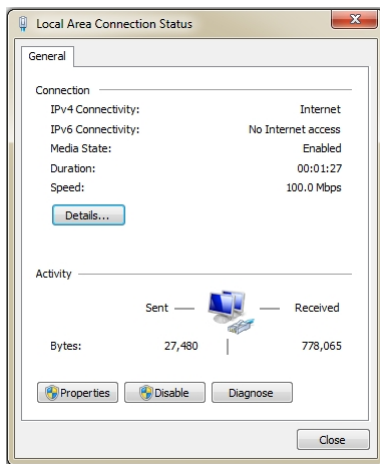 Local Area Connection Status
General
Connection
IPv4 Connectivity: Internet
IPv6 Connectivity: No Internet access
Media State: Enabled
Duration: 00:01:27
Speed: 100.0 Mbps
Details...
Activity
Sent Received
Bytes: 27,480 778,065
Properties Disable Diagnose
Close